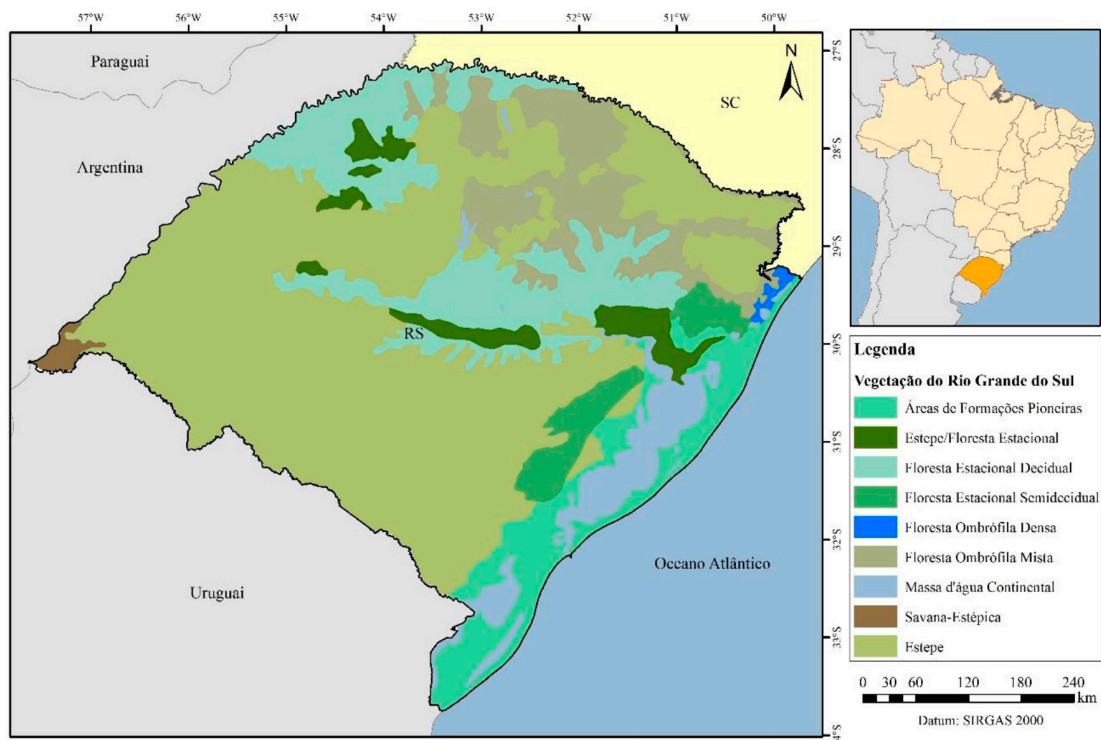 57°W 56°W 55°W 54°W 53°W 52°W 51°W 50°W
27°S
28°S
29°S
30°S
31°S
32°S
33°S
4°S
N
Paraguai
SC
Argentina
RS
Uruguai
Oceano Atlântico
Legenda
Vegetação do Rio Grande do Sul
Áreas de Formações Pioneiras
Estepe/Floresta Estacional
Floresta Estacional Decidual
Floresta Estacional Semidecidual
Floresta Ombrófila Densa
Floresta Ombrófila Mista
Massa d'água Continental
Savana-Estépica
Estepe
0 30 60 120 180 240
km
Datum: SIRGAS 2000